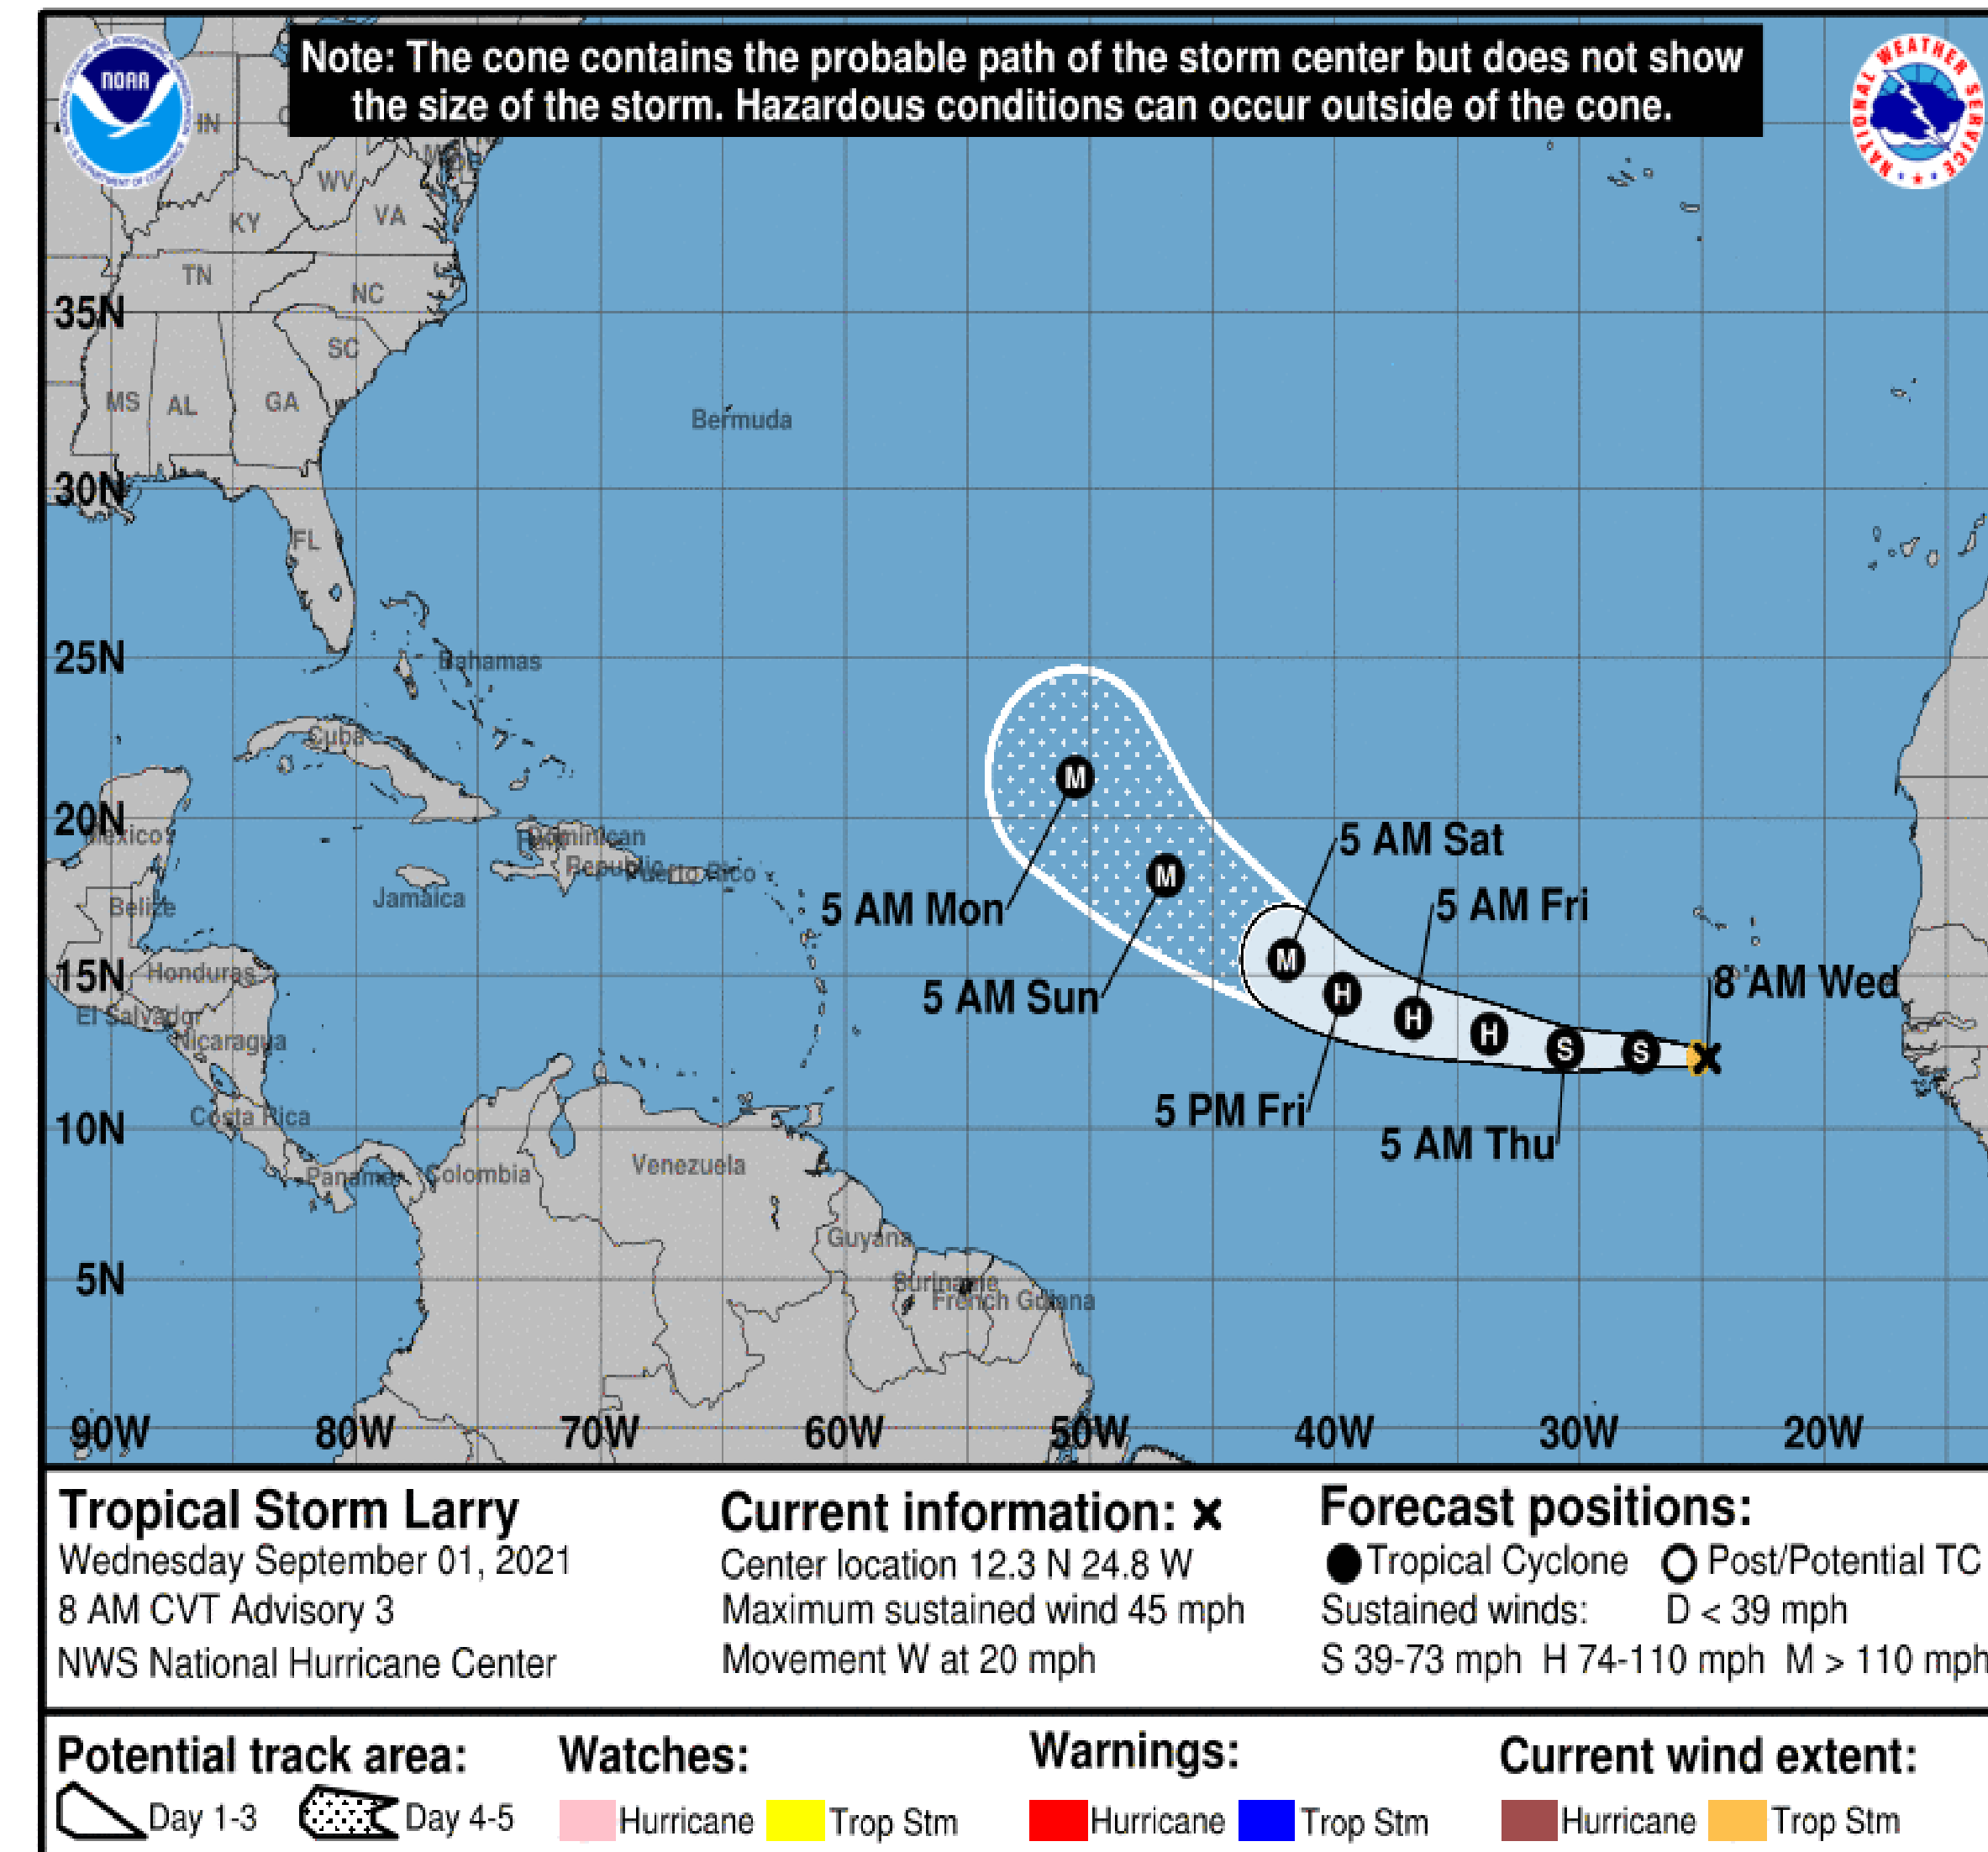 Note: The cone contains the probable path of the storm center but does not show
the size of the storm. Hazardous conditions can occur outside of the cone.
NOAA
NATIONAL WEATHER SERVICE
IN
WV
KY
VA
TN
NC
35N
SC
MS
AL
GA
Bermuda
30N
FL
25N
Bahamas
Cuba
20N
Mexico
Dominican
Republic
Puerto Rico
Jamaica
Belize
5 AM Mon
5 AM Sat
5 AM Fri
15N
Honduras
8 AM Wed
5 AM Sun
El Salvador
Nicaragua
M
M
M
H
H
H
S
S
5 PM Fri
10N
Costa Rica
5 AM Thu
Panama
Colombia
Venezuela
Guyana
5N
French Guiana
90W
80W
70W
60W
50W
40W
30W
20W
Tropical Storm Larry
Wednesday September 01, 2021
8 AM CVT Advisory 3
NWS National Hurricane Center
Current information: x
Center location 12.3 N 24.8 W
Maximum sustained wind 45 mph
Movement W at 20 mph
Forecast positions:
Tropical Cyclone Post/Potential TC
Sustained winds: D < 39 mph
S 39-73 mph H 74-110 mph M > 110 mph
Potential track area:
Day 1-3 Day 4-5
Watches:
Hurricane Trop Stm
Warnings:
Hurricane Trop Stm
Current wind extent:
Hurricane Trop Stm